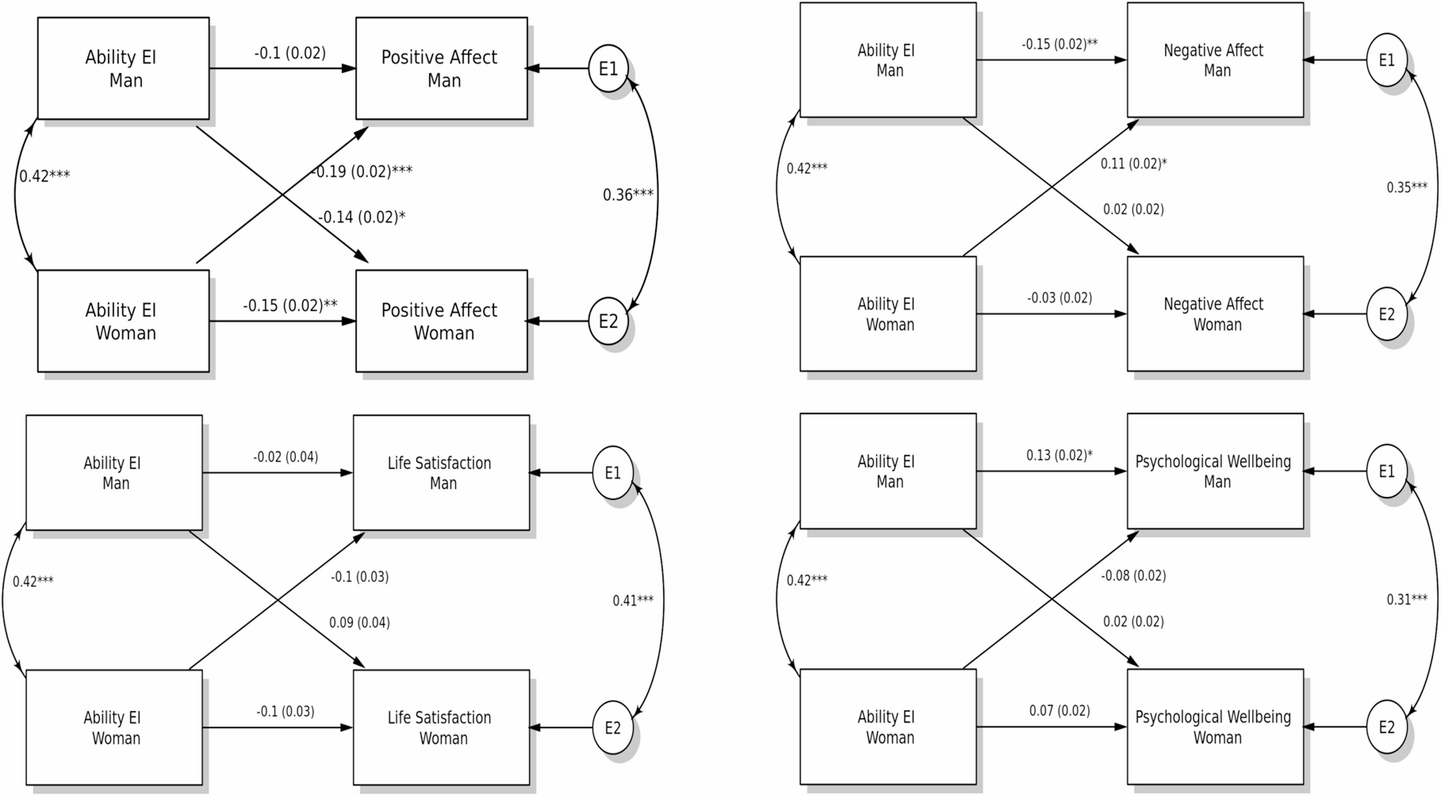 Ability EI
Man
-0.1 (0.02)
Positive Affect
Man
E1
0.42***
-0.19 (0.02)***
-0.14 (0.02)*
0.36***
Ability EI
Woman
-0.15 (0.02)**
Positive Affect
Woman
E2
Ability EI
Man
-0.15 (0.02)**
Negative Affect
Man
E1
0.42***
0.11 (0.02)*
0.02 (0.02)
0.35***
Ability EI
Woman
-0.03 (0.02)
Negative Affect
Woman
E2
Ability EI
Man
-0.02 (0.04)
Life Satisfaction
Man
E1
0.42***
-0.1 (0.03)
0.09 (0.04)
0.41***
Ability EI
Woman
-0.1 (0.03)
Life Satisfaction
Woman
E2
Ability EI
Man
0.13 (0.02)*
Psychological Wellbeing
Man
E1
0.42***
-0.08 (0.02)
0.02 (0.02)
0.31***
Ability EI
Woman
0.07 (0.02)
Psychological Wellbeing
Woman
E2